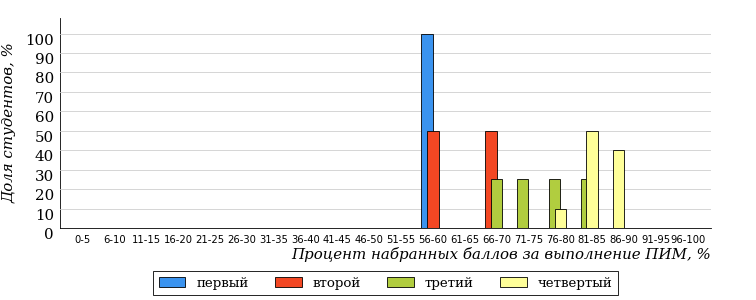 Доля студентов, %
100
90
80
70
60
50
40
30
20
10
0
0-5 6-10 11-15 16-20 21-25 26-30 31-35 36-40 41-45 46-50 51-55 56-60 61-65 66-70 71-75 76-80 81-85 86-90 91-95 96-100
Процент набранных баллов за выполнение ПИМ, %
первый второй третий четвертый